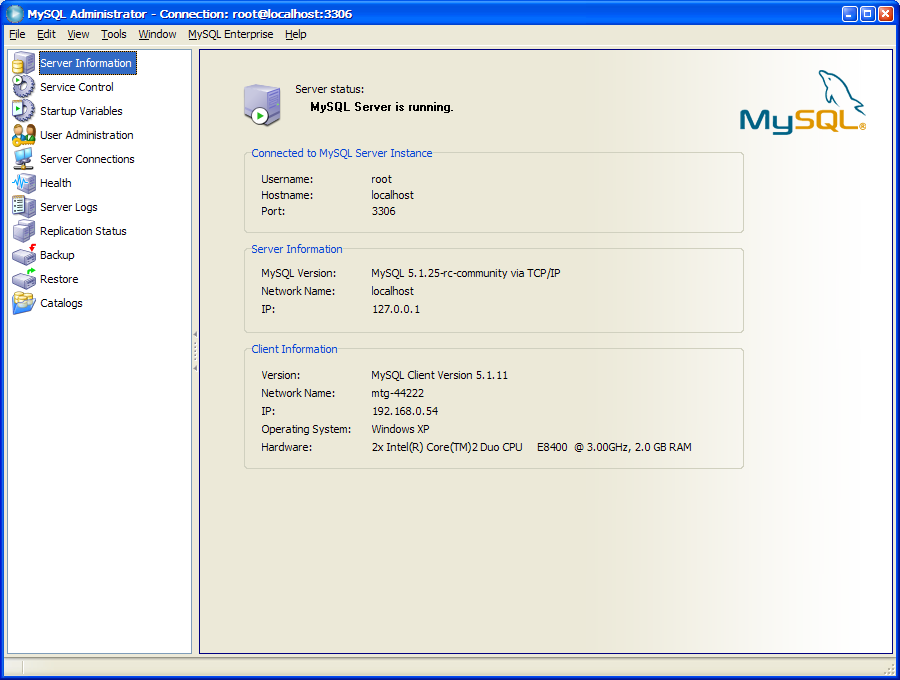 MySQL Administrator - Connection: root@localhost:3306
File Edit View Tools Window MySQL Enterprise Help
Server Information
Service Control
Startup Variables
User Administration
Server Connections
Health
Server Logs
Replication Status
Backup
Restore
Catalogs
Server status:
MySQL Server is running.
MySQL®
Connected to MySQL Server Instance
Username: root
Hostname: localhost
Port: 3306
Server Information
MySQL Version: MySQL 5.1.25-rc-community via TCP/IP
Network Name: localhost
IP: 127.0.0.1
Client Information
Version: MySQL Client Version 5.1.11
Network Name: mtg-44222
IP: 192.168.0.54
Operating System: Windows XP
Hardware: 2x Intel(R) Core(TM)2 Duo CPU E8400 @ 3.00GHz, 2.0 GB RAM